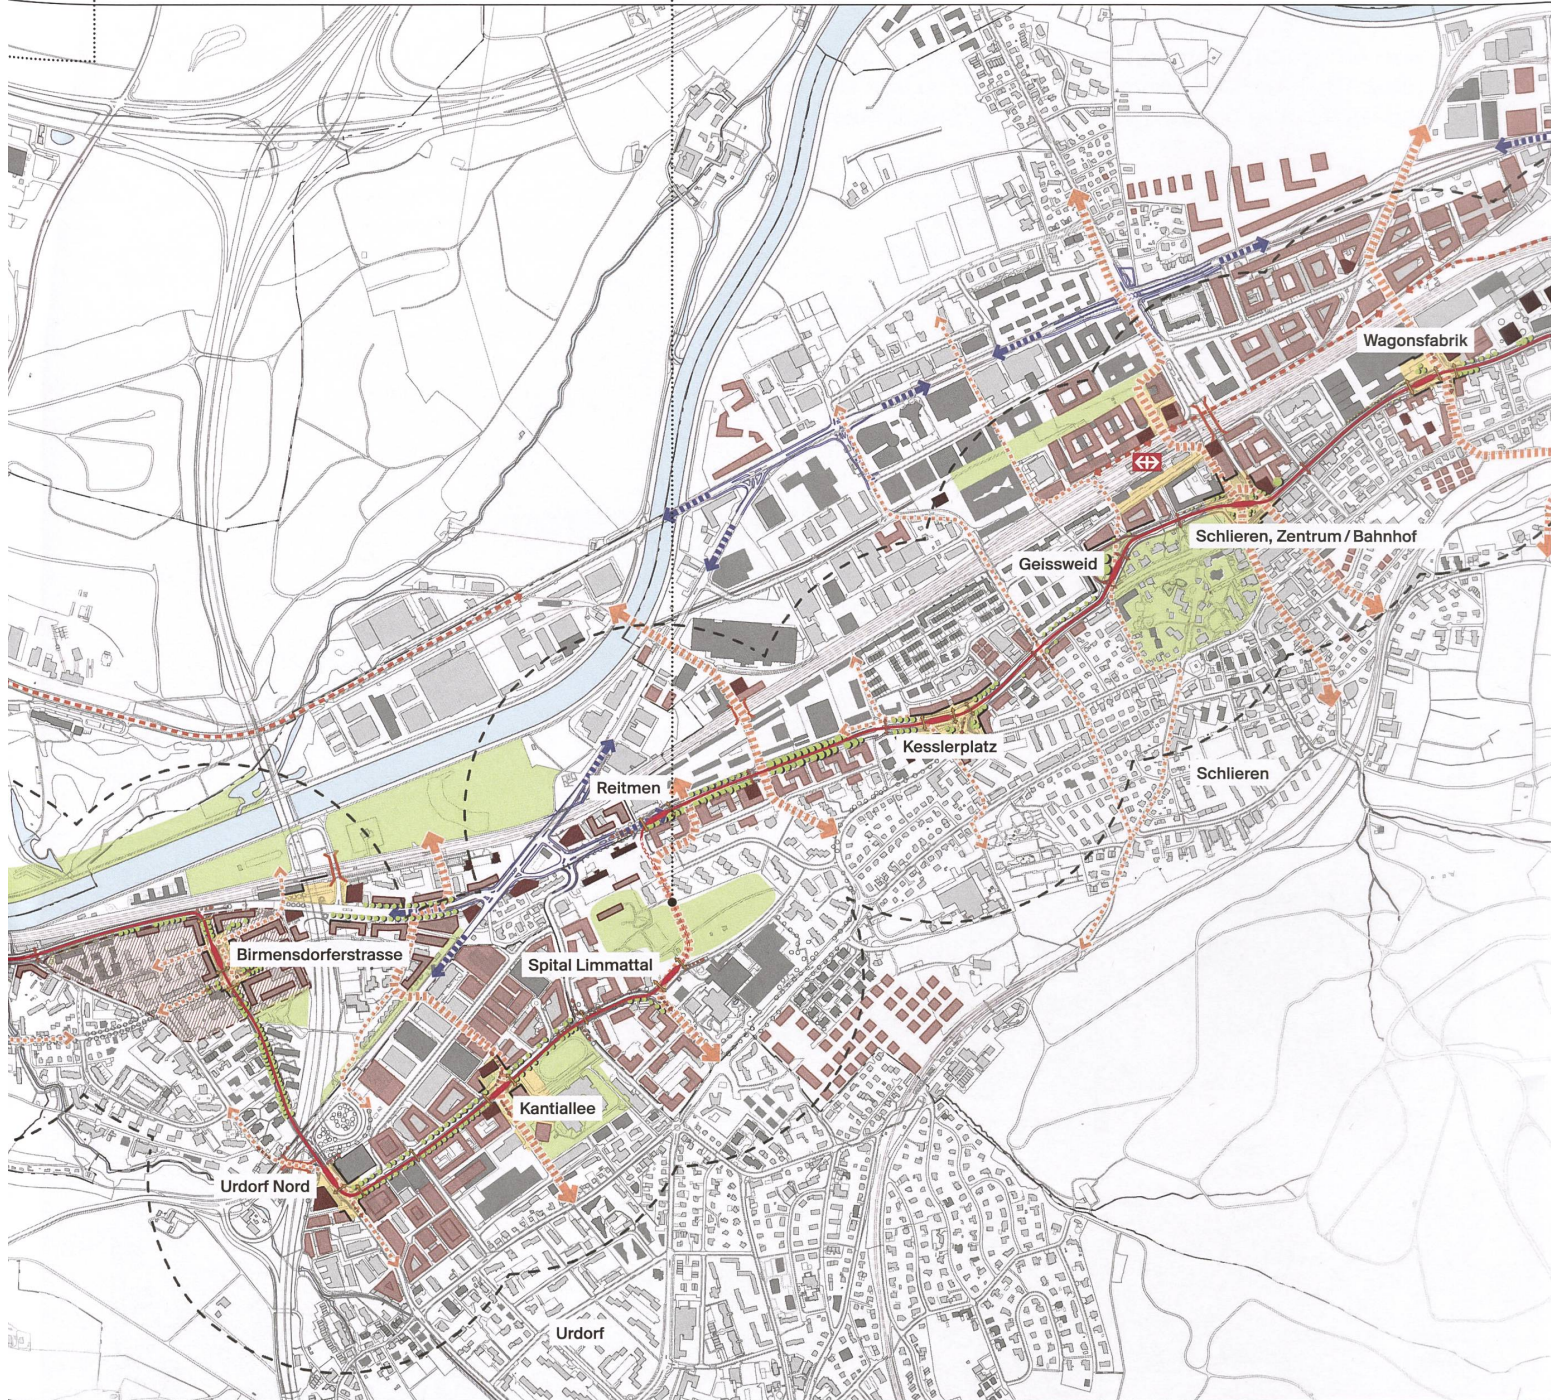 Wagonsfabrik
Schlieren, Zentrum / Bahnhof
Geissweid
Kesslerplatz
Schlieren
Reitmen
Birmensdorferstrasse
Spital Limmattal
Kantiallee
Urdorf Nord
Urdorf